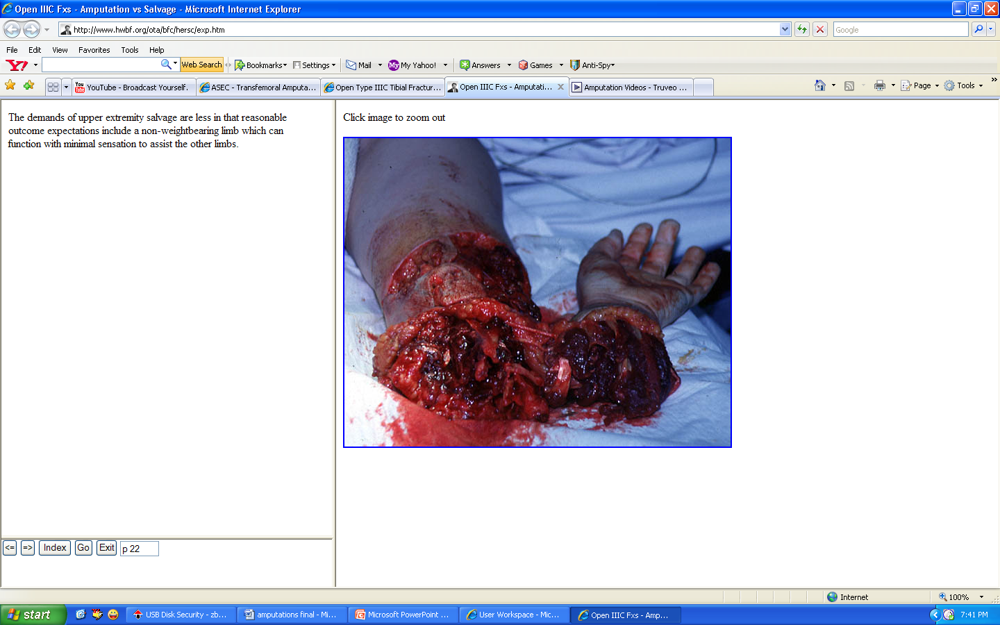 Open IIIC Fxs - Amputation vs Salvage - Microsoft Internet Explorer
http://www.hwbf.org/ota/bfc/hersc/exp.htm
Google
File Edit View Favorites Tools Help
Y! Web Search Bookmarks Settings Mail My Yahoo! Answers Games Anti-Spy
You Tube YouTube - Broadcast Yourself. ASEC - Transfemoral Amputa... Open Type IIIC Tibial Fractur... Open IIIC Fxs - Amputati... Amputation Videos - Truveo ... Page Tools
The demands of upper extremity salvage are less in that reasonable
outcome expectations include a non-weightbearing limb which can
function with minimal sensation to assist the other limbs.
Click image to zoom out
<= => Index Go Exit p 22
Internet 100%
start USB Disk Security - zb... amputations final - Mi... Microsoft PowerPoint ... User Workspace - Mic... Open IIIC Fxs - Amp... 7:41 PM